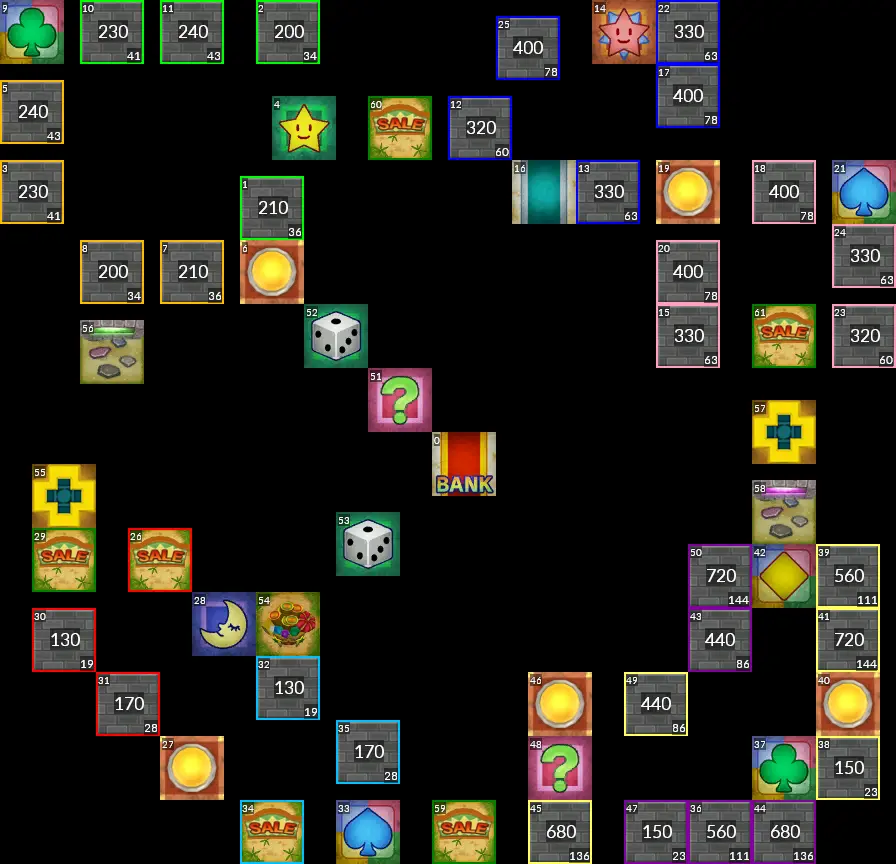 9 10 230 41 11 240 43 2 200 34 25 400 78 14 22 330 63
5 240 43 4 60 SALE 12 320 60 17 400 78
3 230 41 1 210 36 16 13 330 63 19 18 400 78 21
8 200 34 7 210 36 6 20 400 78 24 330 63
56 52 15 330 63 61 SALE 23 320 60
51 ?
57
0 BANK
55 58
53
29 SALE 26 SALE 50 720 144 42 39 560 111
30 130 19 28 54 43 440 86 41 720 144
32 130 19
31 170 28 46 49 440 86 40
27 35 170 28 48 ? 37 38 150 23
34 SALE 33 59 SALE 45 680 136 47 150 23 36 560 111 44 680 136